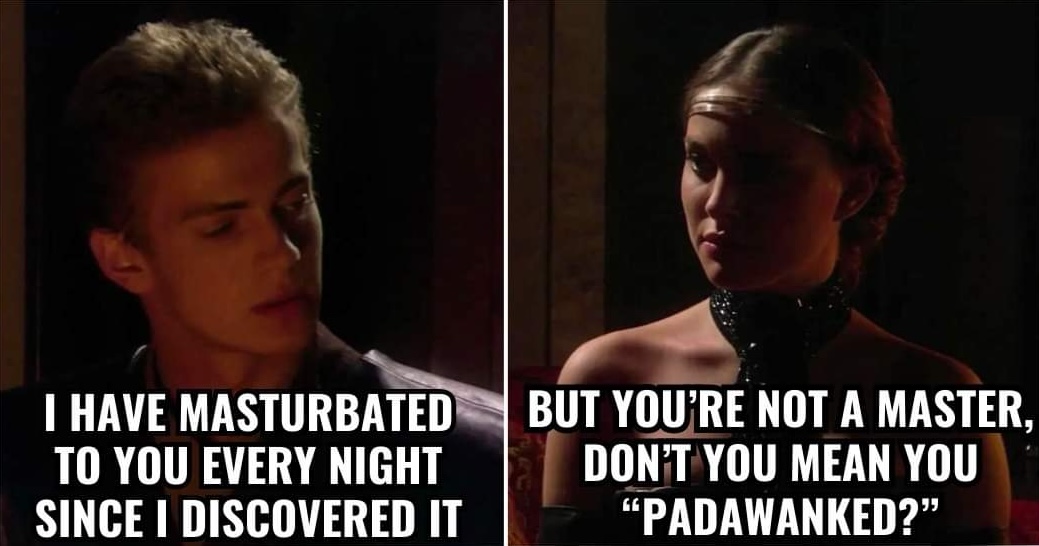 I HAVE MASTURBATED
TO YOU EVERY NIGHT
SINCE I DISCOVERED IT
BUT YOU’RE NOT A MASTER,
DON’T YOU MEAN YOU
“PADAWANKED?”